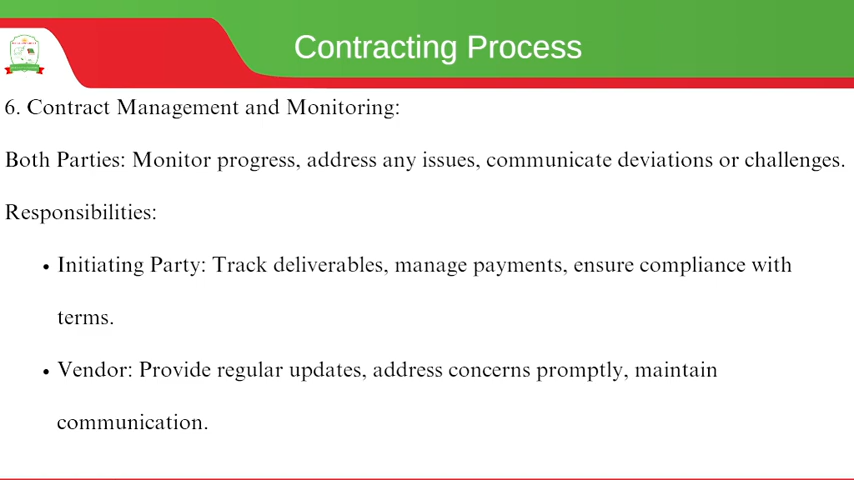 Contracting Process
6. Contract Management and Monitoring:
Both Parties: Monitor progress, address any issues, communicate deviations or challenges.
Responsibilities:
• Initiating Party: Track deliverables, manage payments, ensure compliance with
terms.
• Vendor: Provide regular updates, address concerns promptly, maintain
communication.